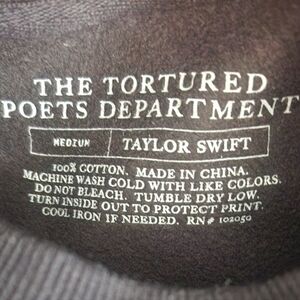 THE TORTURED
POETS DEPARTMENT
MEDIUM TAYLOR SWIFT
100% COTTON. MADE IN CHINA.
MACHINE WASH COLD WITH LIKE COLORS.
DO NOT BLEACH. TUMBLE DRY LOW.
TURN INSIDE OUT TO PROTECT PRINT.
COOL IRON IF NEEDED. RN# 102050